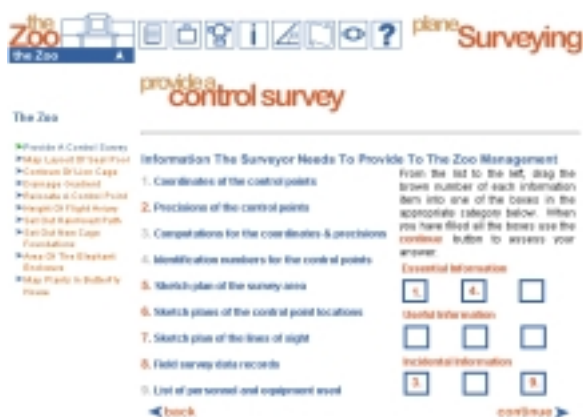 the
Zoo
the Zoo
i
?
plane
Surveying
provide a
control survey
The Zoo
Provide A Control Survey
Map Layout Of Seal Pool
Contours Of Lion Cage
Drainage Gradient
Relocate A Control Point
Height Of Flight Aviary
Set Out Rainforest Path
Set Out New Cage
Foundations
Area Of The Elephant
Enclosure
Map Plants In Butterfly
House
Information The Surveyor Needs To Provide To The Zoo Management
1. Coordinates of the control points
2. Precisions of the control points
3. Computations for the coordinates & precisions
4. Identification numbers for the control points
5. Sketch plan of the survey area
6. Sketch plans of the control point locations
7. Sketch plan of the lines of sight
8. Field survey data records
9. List of personnel and equipment used
From the list to the left, drag the
brown number of each information
item into one of the boxes in the
appropriate category below. When
you have filled all the boxes use the
continue button to assess your
answer.
Essential Information
1. 4.
Useful Information
Incidental Information
3. 9.
back
continue